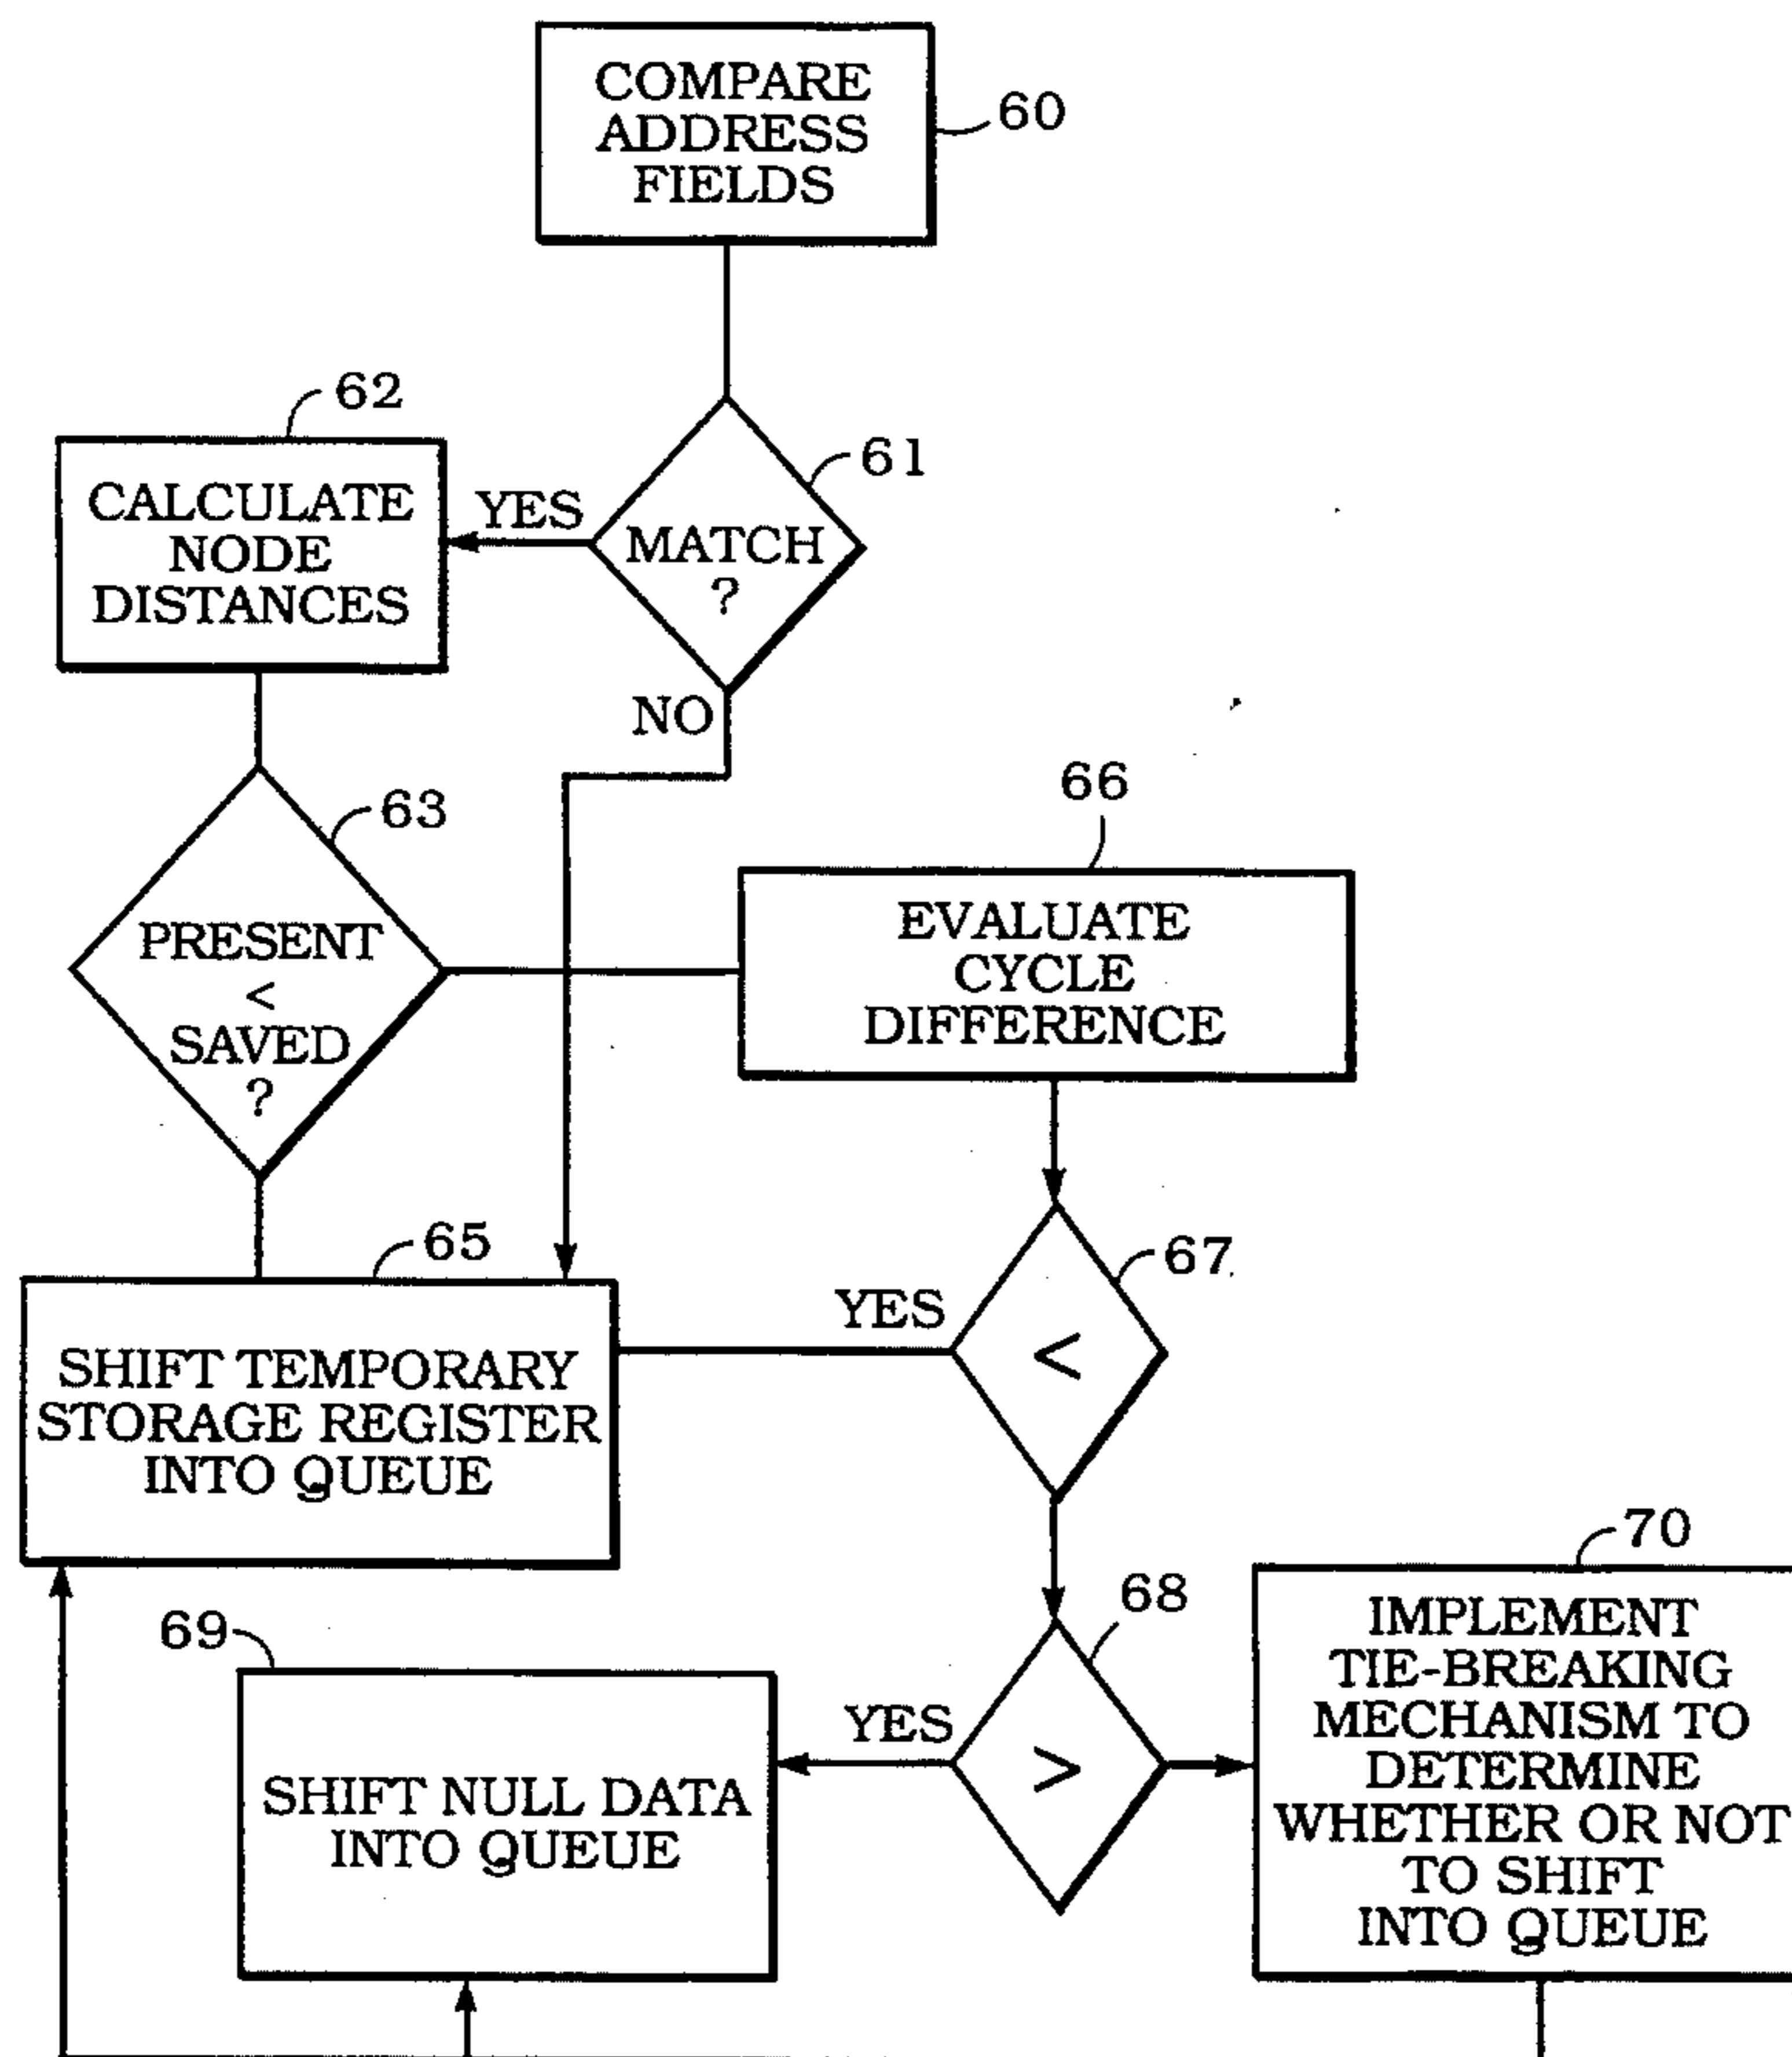 COMPARE
ADDRESS
FIELDS
60
62
61
CALCULATE
NODE
DISTANCES
YES
MATCH
?
NO
63
66
PRESENT
<
SAVED
?
EVALUATE
CYCLE
DIFFERENCE
65
67
YES
<
SHIFT TEMPORARY
STORAGE REGISTER
INTO QUEUE
70
68
69
IMPLEMENT
TIE-BREAKING
MECHANISM TO
DETERMINE
WHETHER OR NOT
TO SHIFT
INTO QUEUE
YES
>
SHIFT NULL DATA
INTO QUEUE